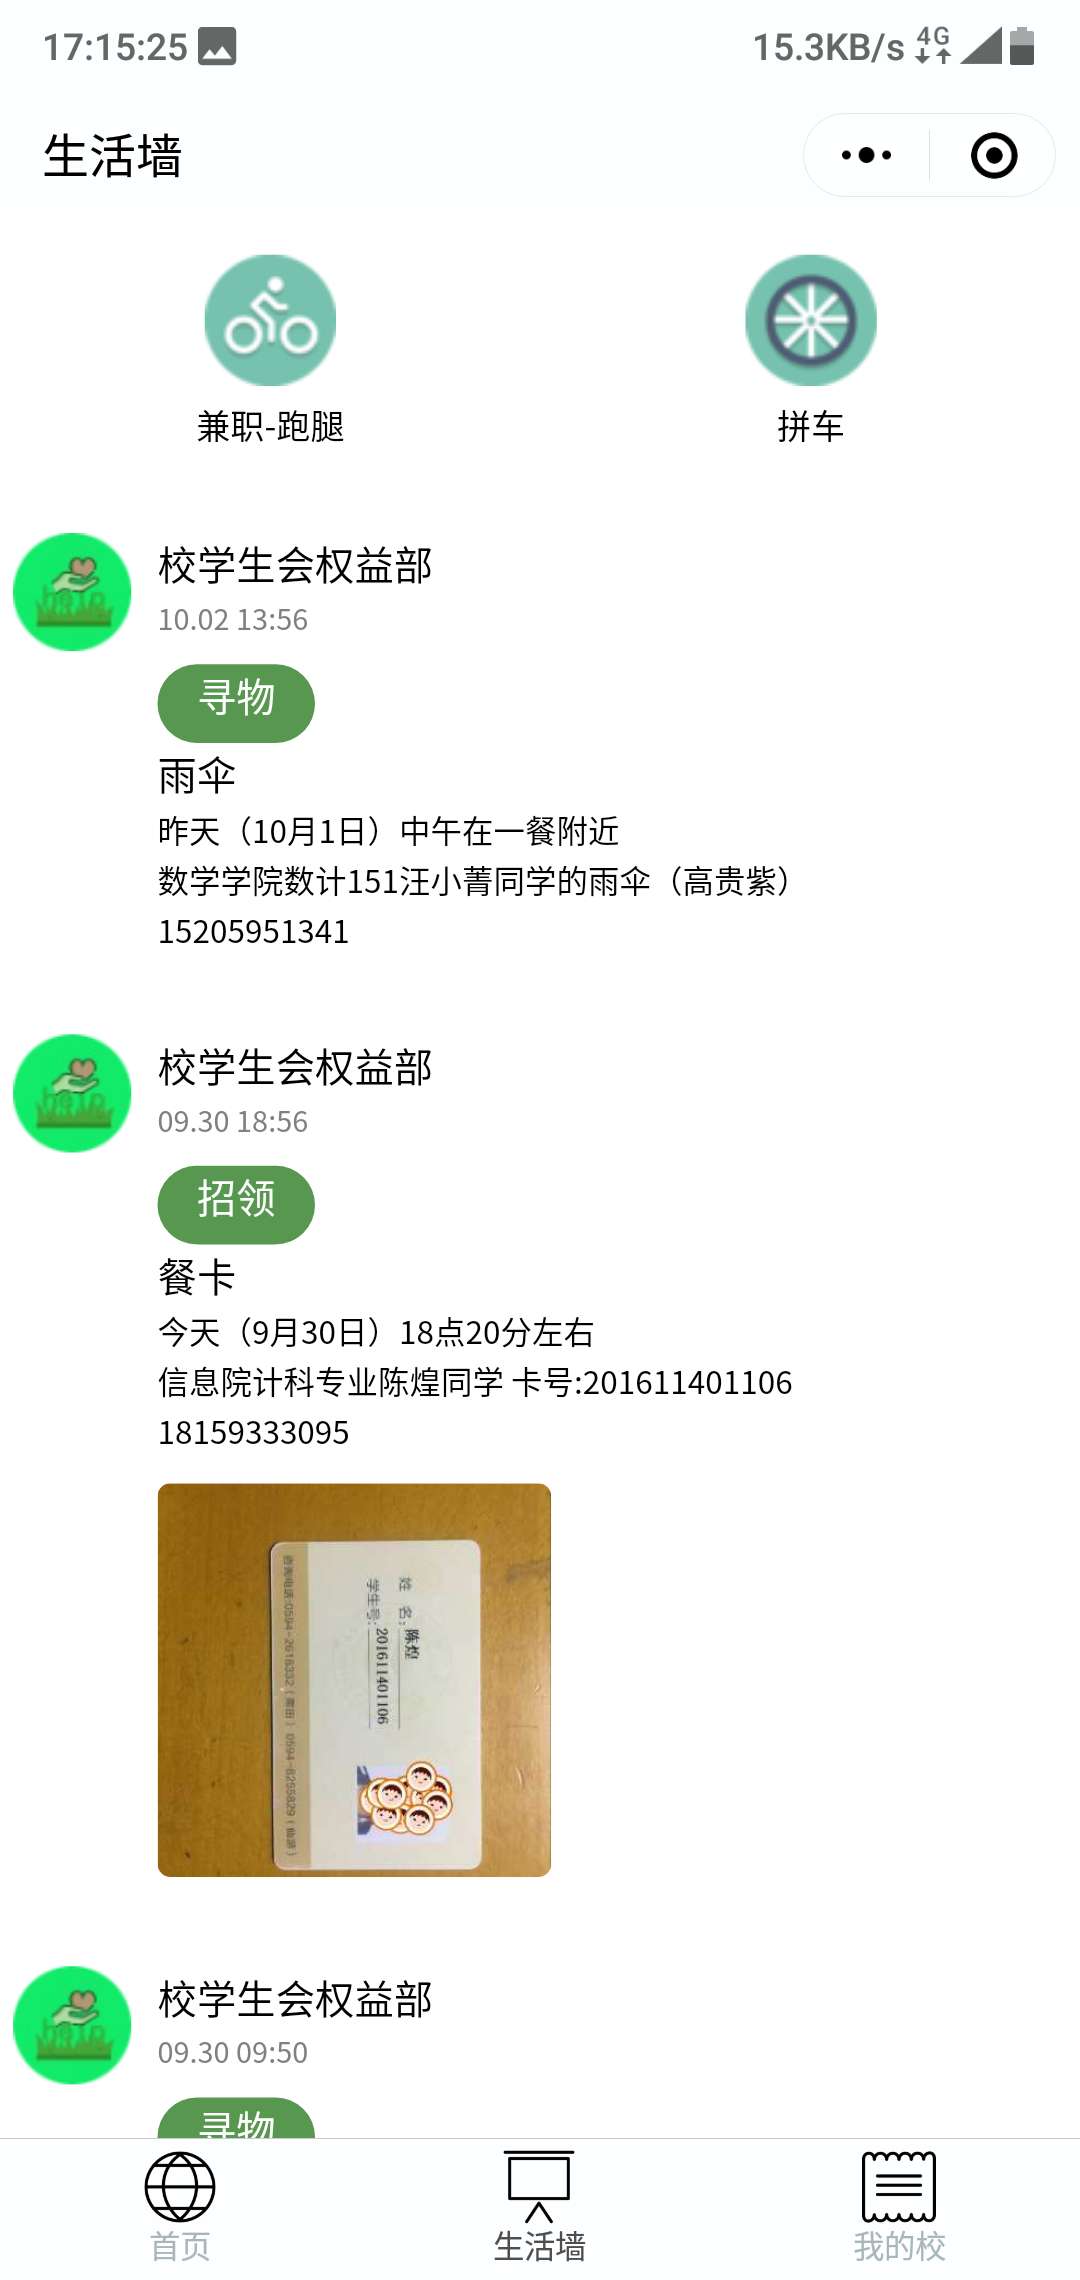 17:15:25
15.3KB/s 4G
生活墙
兼职-跑腿
拼车
校学生会权益部
10.02 13:56
寻物
雨伞
昨天（10月1日）中午在一餐附近
数学学院数计151汪小菁同学的雨伞（高贵紫）
15205951341
help
校学生会权益部
09.30 18:56
招领
餐卡
今天（9月30日）18点20分左右
信息院计科专业陈煌同学 卡号:201611401106
18159333095
help
姓 名:陈煌
学生号:201611401106
校学生会权益部
09.30 09:50
寻物
help
首页
生活墙
我的校